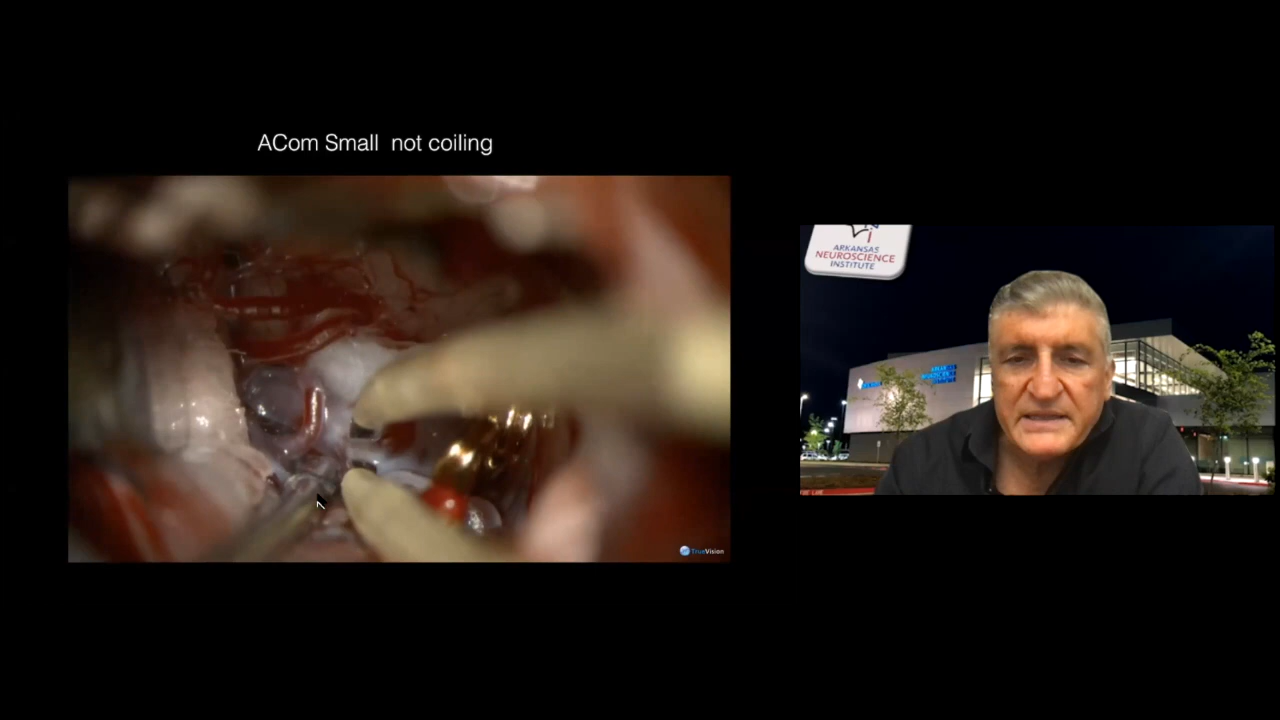 ACom Small  not coiling
ARKANSAS
NEUROSCIENCE
INSTITUTE
TrueVision